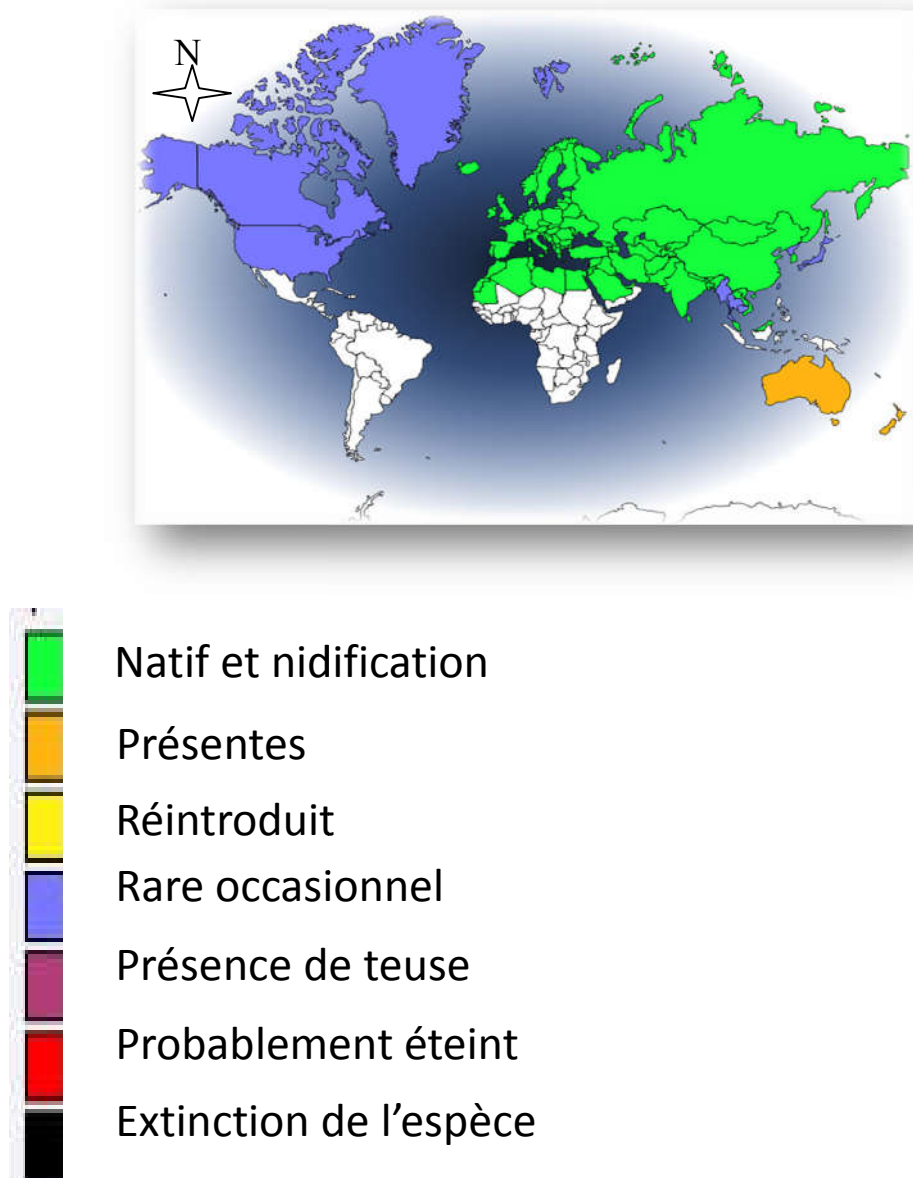 N
Natif et nidification
Présentes
Réintroduit
Rare occasionnel
Présence de teuse
Probablement éteint
Extinction de l’espèce